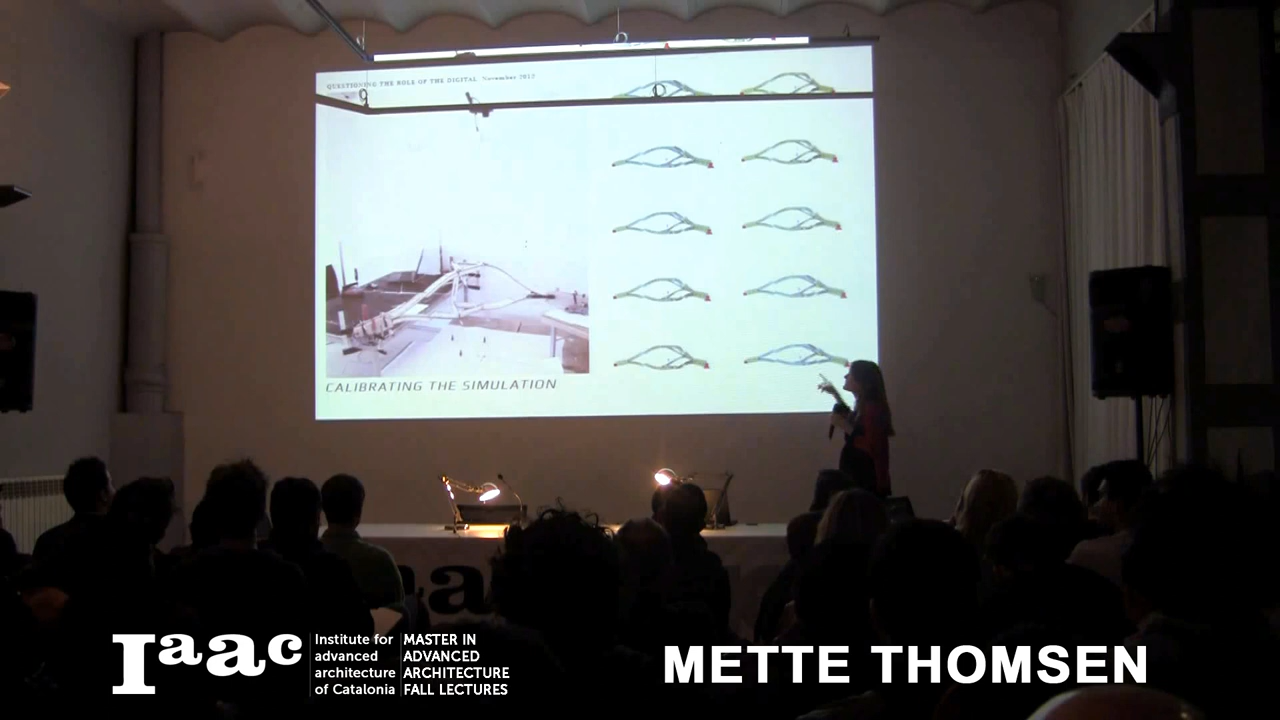 QUESTIONING THE ROLE OF THE DIGITAL November 2012
CALIBRATING THE SIMULATION
aa
Iaac
Institute for
advanced
architecture
of Catalonia
MASTER IN
ADVANCED
ARCHITECTURE
FALL LECTURES
METTE THOMSEN